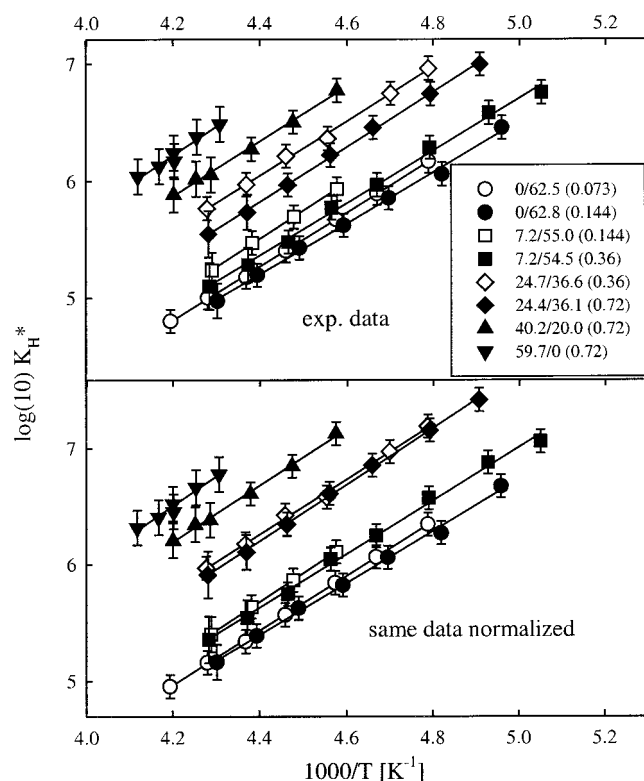 4.0 4.2 4.4 4.6 4.8 5.0 5.2
7
6
5
exp. data
0/62.5 (0.073)
0/62.8 (0.144)
7.2/55.0 (0.144)
7.2/54.5 (0.36)
24.7/36.6 (0.36)
24.4/36.1 (0.72)
40.2/20.0 (0.72)
59.7/0 (0.72)
log(10) K_H*
7
6
5
same data normalized
4.0 4.2 4.4 4.6 4.8 5.0 5.2
1000/T [K⁻¹]